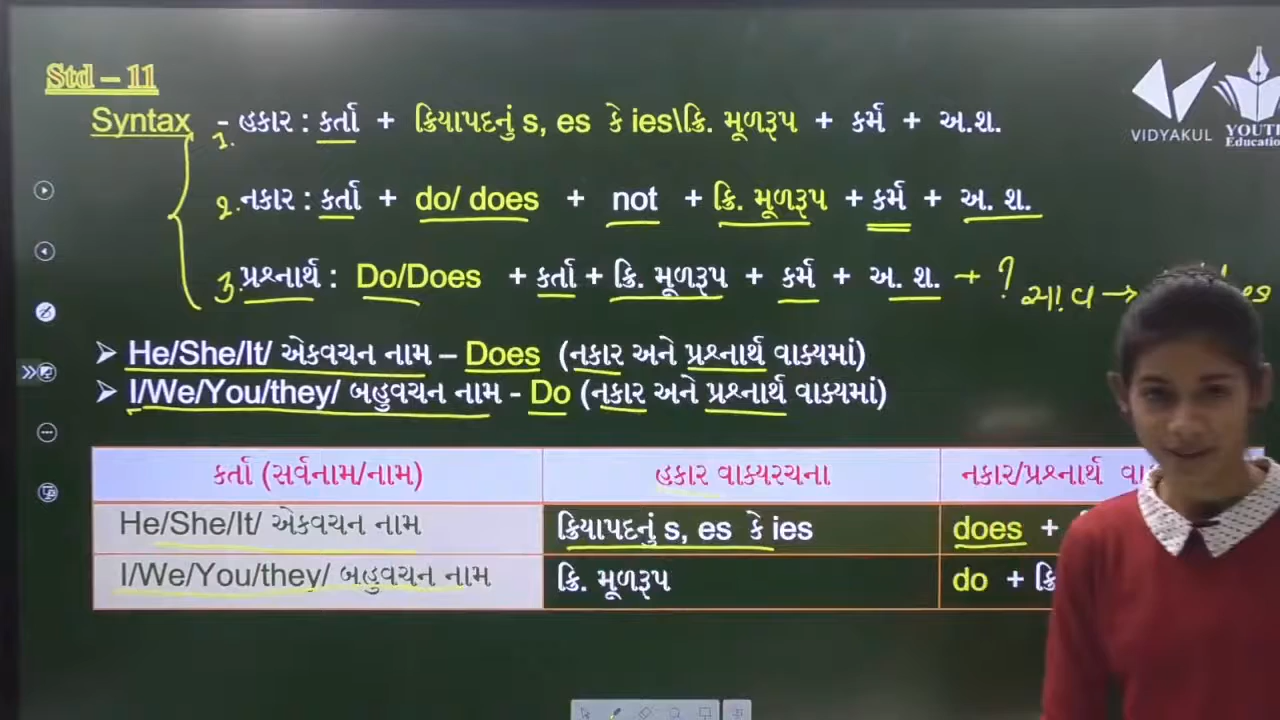 Std – 11
VIDYAKUL
YOUTH
Education
Syntax - હકાર : કર્તા + ક્રિયાપદનું s, es કે ies\ક્રિ. મૂળરૂપ + કર્મ + અ.શ.
1.
2. નકાર : કર્તા + do/ does + not + ક્રિ. મૂળરૂપ + કર્મ + અ. શ.
3. પ્રશ્નાર્થ : Do/Does + કર્તા + ક્રિ. મૂળરૂપ + કર્મ + અ. શ. → ?
સા.વ →
➤ He/She/It/ એકવચન નામ – Does (નકાર અને પ્રશ્નાર્થ વાક્યમાં)
➤ I/We/You/they/ બહુવચન નામ - Do (નકાર અને પ્રશ્નાર્થ વાક્યમાં)
કર્તા (સર્વનામ/નામ) હકાર વાક્યરચના નકાર/પ્રશ્નાર્થ
He/She/It/ એકવચન નામ ક્રિયાપદનું s, es કે ies does +
I/We/You/they/ બહુવચન નામ ક્રિ. મૂળરૂપ do +